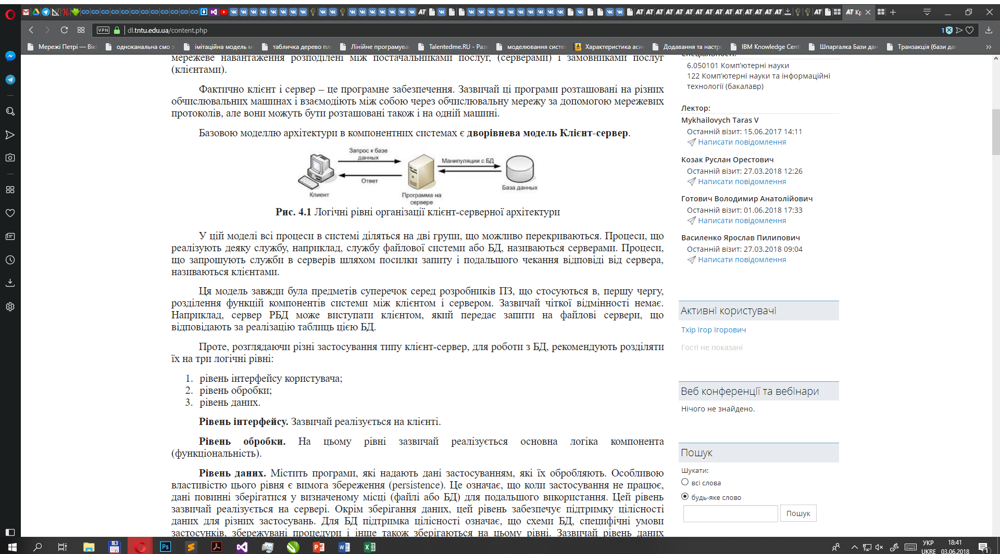 Кр
VPN
dl.tntu.edu.ua/content.php
1
Мережі Петрі — Вікі
одноканальна смо з
імітаційна модель м
табличка дерево пл
Лінійне програмува
Talentedme.RU - Раз
моделювання систе
Характеристика аси
Додавання та настр
IBM Knowledge Cent
Шпаргалка Бази дан
Транзакція (бази да
мережеве навантаження розподілені між постачальниками послуг, (серверами) і замовниками послуг
(клієнтами).
Фактично клієнт і сервер – це програмне забезпечення. Зазвичай ці програми розташовані на різних
обчислювальних машинах і взаємодіють між собою через обчислювальну мережу за допомогою мережевих
протоколів, але вони можуть бути розташовані також і на одній машині.
Базовою моделлю архітектури в компонентних системах є дворівнева модель Клієнт-сервер.
Запрос к базе
данных
Манипуляции с БД
Ответ
Клиент
Программа на
сервере
База данных
Рис. 4.1 Логічні рівні організації клієнт-серверної архітектури
У цій моделі всі процеси в системі діляться на дві групи, що можливо перекриваються. Процеси, що
реалізують деяку службу, наприклад, службу файлової системи або БД, називаються серверами. Процеси,
що запрошують служби в серверів шляхом посилки запиту і подальшого чекання відповіді від сервера,
називаються клієнтами.
Ця модель завжди була предметів суперечок серед розробників ПЗ, що стосуються в, першу чергу,
розділення функцій компонентів системи між клієнтом і сервером. Зазвичай чіткої відмінності немає.
Наприклад, сервер РБД може виступати клієнтом, який передає запити на файлові сервери, що
відповідають за реалізацію таблиць цією БД.
Проте, розглядаючи різні застосування типу клієнт-сервер, для роботи з БД, рекомендують розділяти
їх на три логічні рівні:
1. рівень інтерфейсу користувача;
2. рівень обробки;
3. рівень даних.
Рівень інтерфейсу. Зазвичай реалізується на клієнті.
Рівень обробки. На цьому рівні зазвичай реалізується основна логіка компонента
(функціональність).
Рівень даних. Містить програми, які надають дані застосуванням, які їх обробляють. Особливою
властивістю цього рівня є вимога збереження (persistence). Це означає, що коли застосування не працює,
дані повинні зберігатися у визначеному місці (файлі або БД) для подальшого використання. Цей рівень
зазвичай реалізується на сервері. Окрім зберігання даних, цей рівень забезпечує підтримку цілісності
даних для різних застосувань. Для БД підтримка цілісності означає, що схеми БД, специфічні умови
застосунків, збережувані процедури і інше також зберігаються на цьому рівні. Зазвичай рівень даних
Спеціальності:
6.050101 Комп’ютерні науки
122 Комп’ютерні науки та інформаційні
технології (бакалавр)
Лектор:
Mykhailovych Taras V
Останній візит: 15.06.2017 14:11
Написати повідомлення
Козак Руслан Орестович
Останній візит: 27.03.2018 12:26
Написати повідомлення
Готович Володимир Анатолійович
Останній візит: 01.06.2018 17:33
Написати повідомлення
Василенко Ярослав Пилипович
Останній візит: 27.03.2018 09:04
Написати повідомлення
Активні користувачі
Тхір Ігор Ігорович
Гості не показані
Веб конференції та вебінари
Нічого не знайдено.
Пошук
Шукати:
всі слова
будь-яке слово
Пошук
УКР
UKRE
18:41
03.06.2018
1